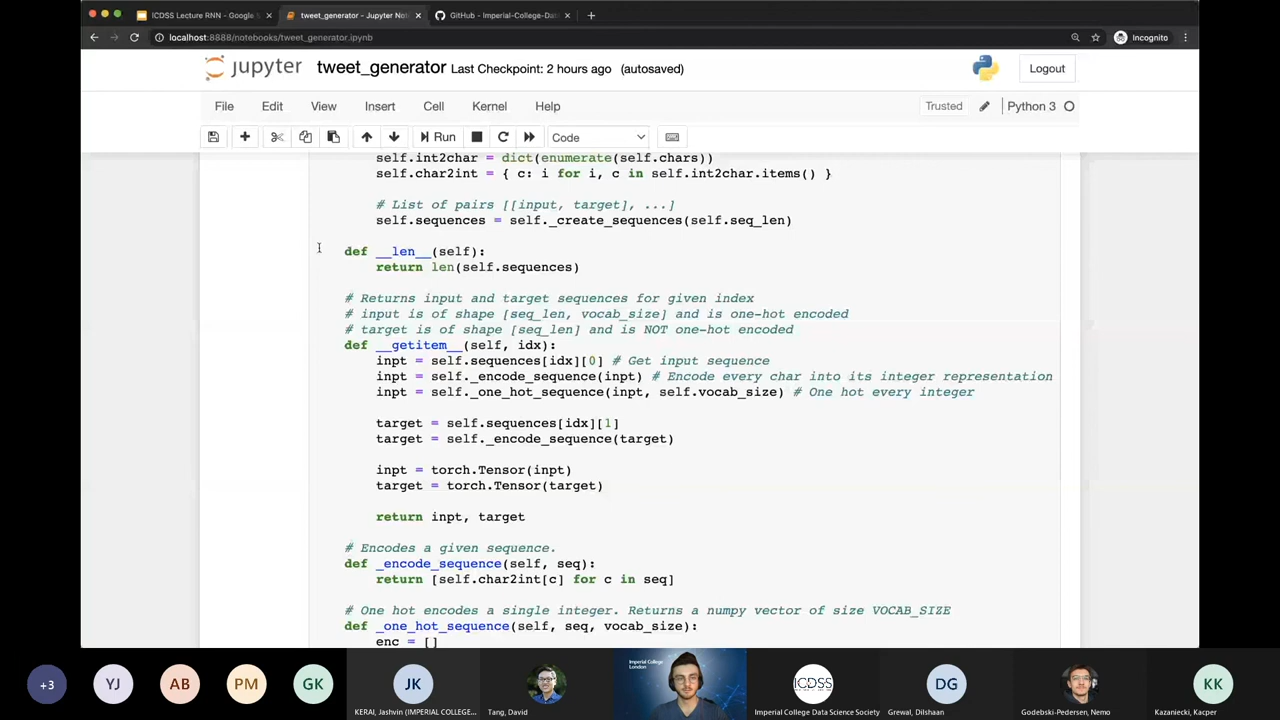 ICDSS Lecture RNN - Google
tweet_generator - Jupyter Not
GitHub - Imperial-College-Dat
localhost:8888/notebooks/tweet_generator.ipynb
Incognito
jupyter tweet_generator Last Checkpoint: 2 hours ago (autosaved)
Logout
File Edit View Insert Cell Kernel Help
Trusted Python 3
Run Code
self.int2char = dict(enumerate(self.chars))
self.char2int = { c: i for i, c in self.int2char.items() }
# List of pairs [[input, target], ...]
self.sequences = self._create_sequences(self.seq_len)
def __len__(self):
return len(self.sequences)
# Returns input and target sequences for given index
# input is of shape [seq_len, vocab_size] and is one-hot encoded
# target is of shape [seq_len] and is NOT one-hot encoded
def __getitem__(self, idx):
inpt = self.sequences[idx][0] # Get input sequence
inpt = self._encode_sequence(inpt) # Encode every char into its integer representation
inpt = self._one_hot_sequence(inpt, self.vocab_size) # One hot every integer
target = self.sequences[idx][1]
target = self._encode_sequence(target)
inpt = torch.Tensor(inpt)
target = torch.Tensor(target)
return inpt, target
# Encodes a given sequence.
def _encode_sequence(self, seq):
return [self.char2int[c] for c in seq]
# One hot encodes a single integer. Returns a numpy vector of size VOCAB_SIZE
def _one_hot_sequence(self, seq, vocab_size):
enc = []
Imperial College
London
+3
YJ
AB
PM
GK
JK
ICDSS
DG
KK
KERAI, Jashvin (IMPERIAL COLLEGE...
Tang, David
Imperial College Data Science Society
Grewal, Dilshaan
Godebski-Pedersen, Nemo
Kazaniecki, Kacper